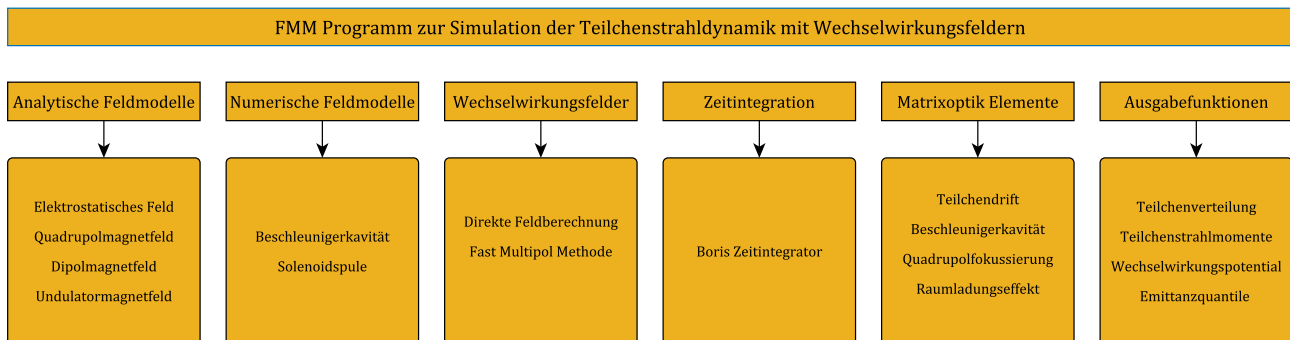 FMM Programm zur Simulation der Teilchenstrahldynamik mit Wechselwirkungsfeldern
Analytische Feldmodelle
Elektrostatisches Feld
Quadrupolmagnetfeld
Dipolmagnetfeld
Undulatormagnetfeld
Numerische Feldmodelle
Beschleunigerkavität
Solenoidspule
Wechselwirkungsfelder
Direkte Feldberechnung
Fast Multipol Methode
Zeitintegration
Boris Zeitintegrator
Matrixoptik Elemente
Teilchendrift
Beschleunigerkavität
Quadrupolfokussierung
Raumladungseffekt
Ausgabefunktionen
Teilchenverteilung
Teilchenstrahlmomente
Wechselwirkungspotential
Emittanzquantile